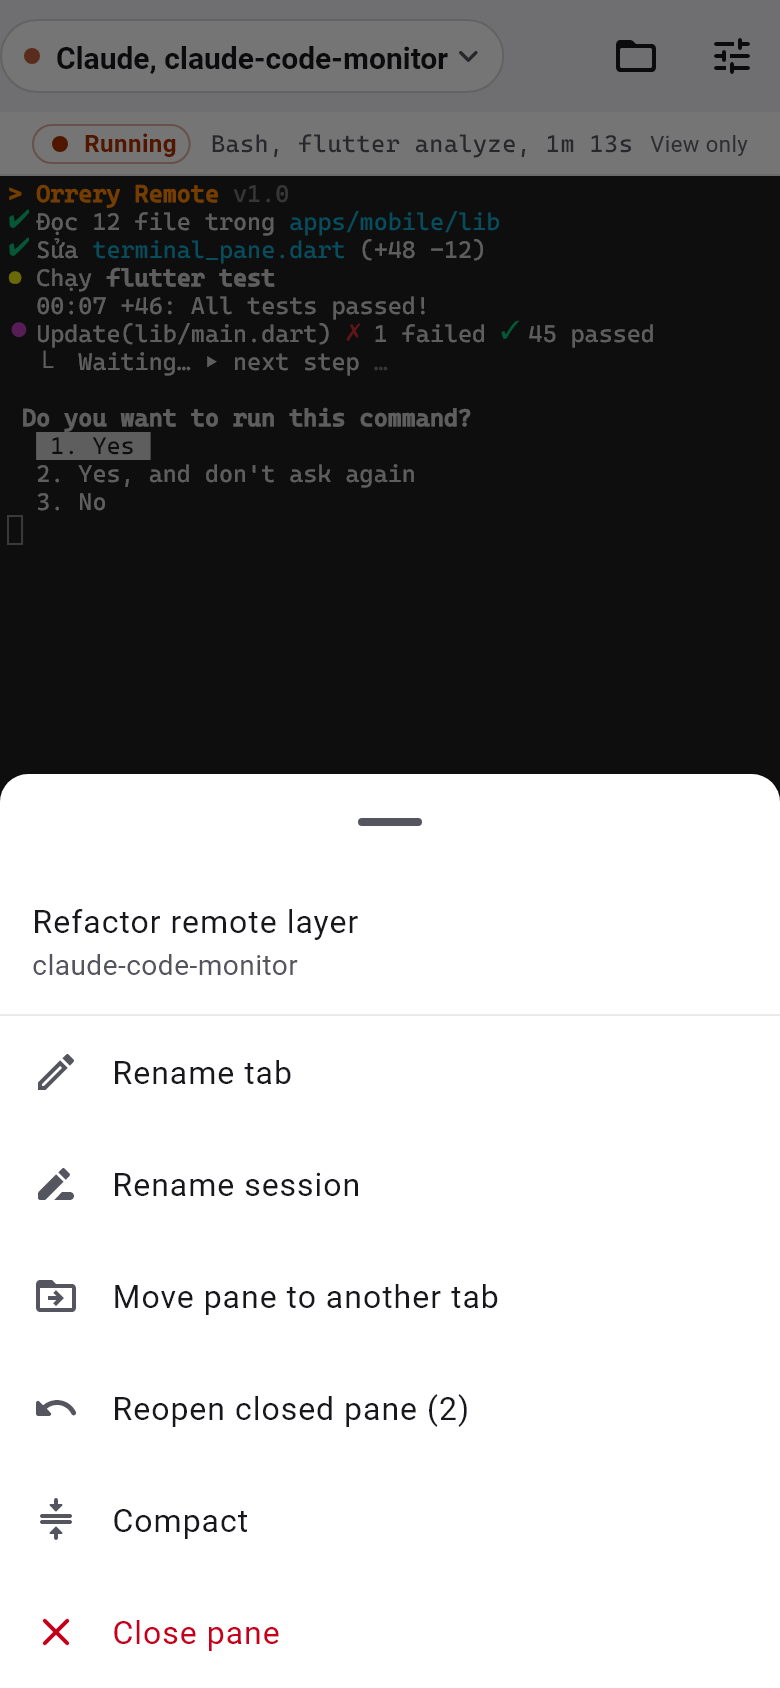 Claude, claude-code-monitor
Running Bash, flutter analyze, 1m 13s View only
> Orrery Remote v1.0
✔ Đọc 12 file trong apps/mobile/lib
✔ Sửa terminal_pane.dart (+48 -12)
● Chạy flutter test
00:07 +46: All tests passed!
● Update(lib/main.dart) ✗ 1 failed ✓ 45 passed
└ Waiting… ▸ next step …
Do you want to run this command?
1. Yes
2. Yes, and don't ask again
3. No
Refactor remote layer
claude-code-monitor
Rename tab
Rename session
Move pane to another tab
Reopen closed pane (2)
Compact
Close pane